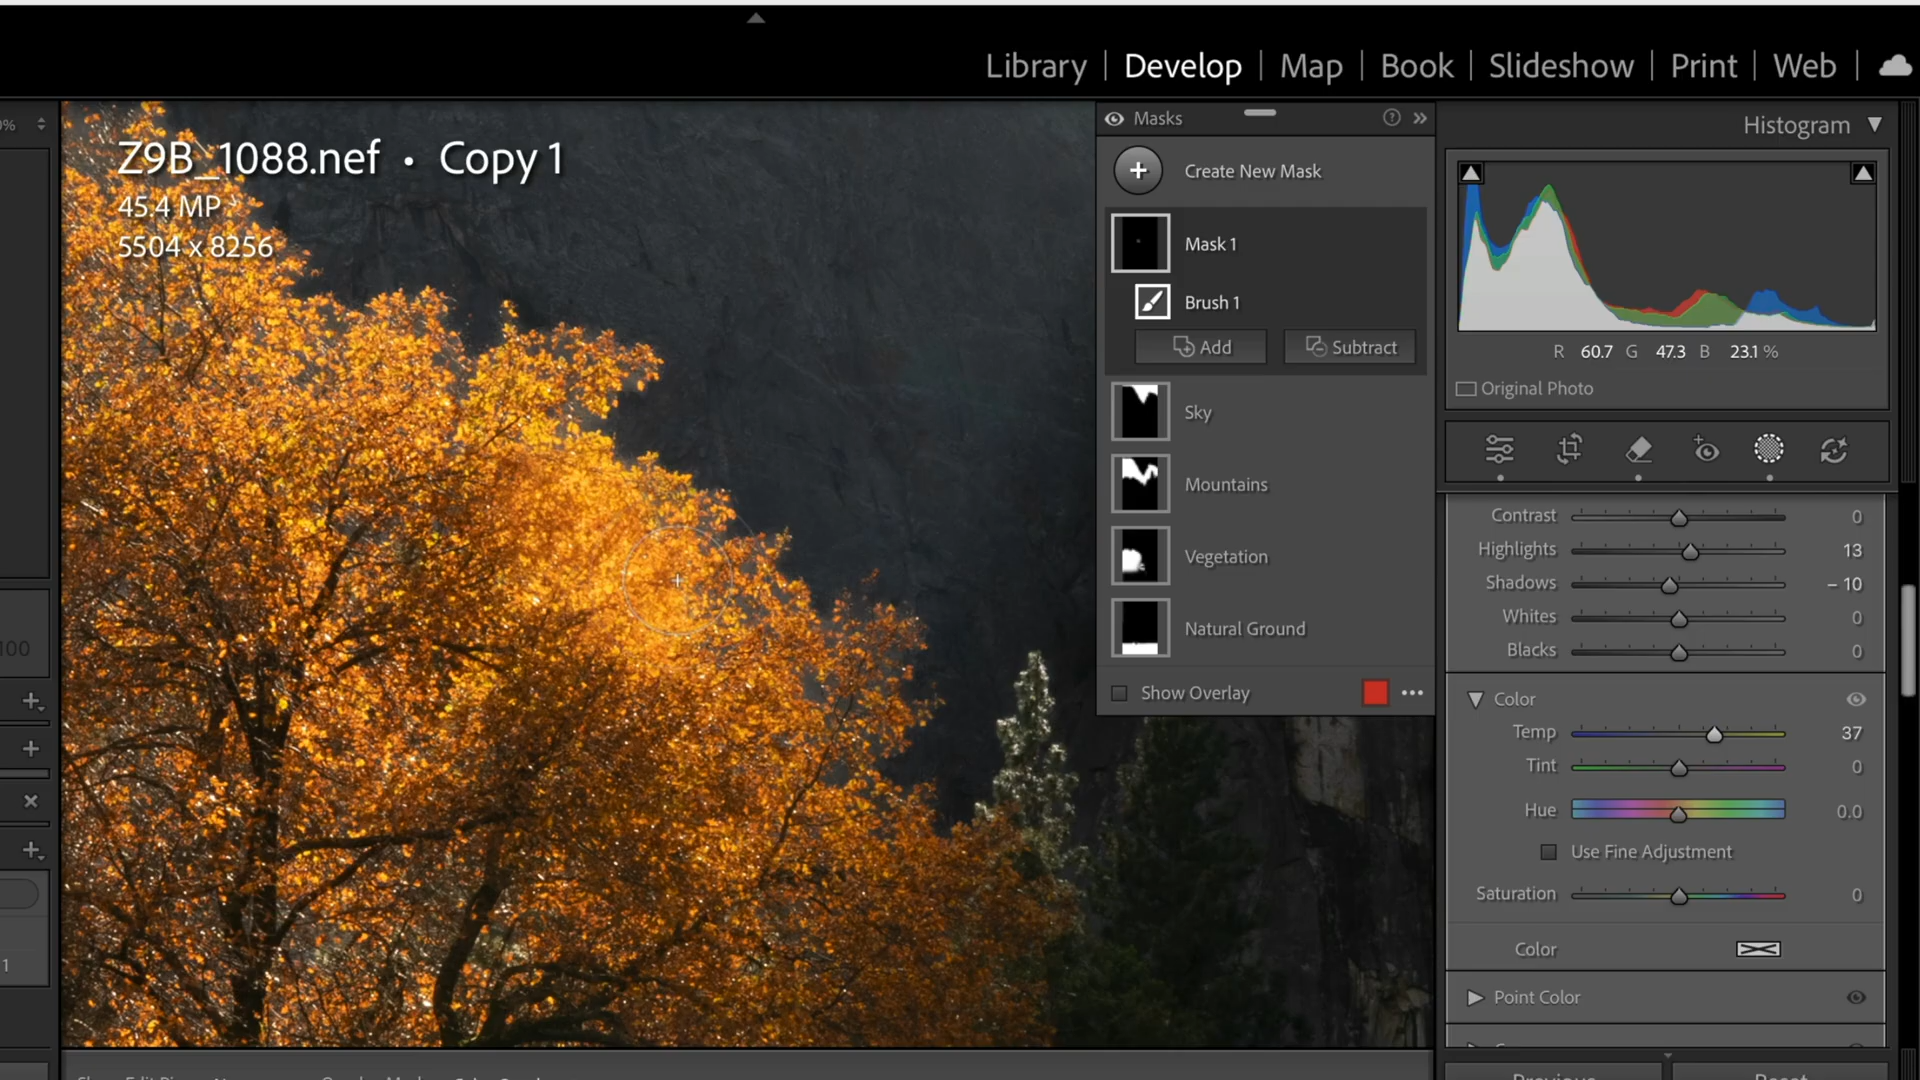 Library | Develop | Map | Book | Slideshow | Print | Web |
Z9B_1088.nef • Copy 1
45.4 MP
5504 x 8256
Masks
Create New Mask
Mask 1
Brush 1
Add
Subtract
Sky
Mountains
Vegetation
Natural Ground
Show Overlay
Histogram
R 60.7 G 47.3 B 23.1 %
Original Photo
Contrast 0
Highlights 13
Shadows – 10
Whites 0
Blacks 0
Color
Temp 37
Tint 0
Hue 0.0
Use Fine Adjustment
Saturation 0
Color
Point Color
100
1